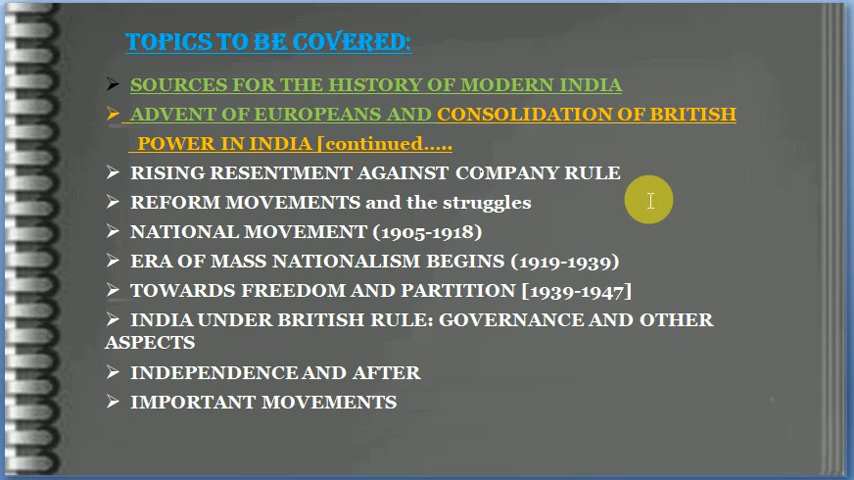 TOPICS TO BE COVERED:
SOURCES FOR THE HISTORY OF MODERN INDIA
ADVENT OF EUROPEANS AND CONSOLIDATION OF BRITISH
POWER IN INDIA [continued.....
RISING RESENTMENT AGAINST COMPANY RULE
REFORM MOVEMENTS and the struggles
NATIONAL MOVEMENT (1905-1918)
ERA OF MASS NATIONALISM BEGINS (1919-1939)
TOWARDS FREEDOM AND PARTITION [1939-1947]
INDIA UNDER BRITISH RULE: GOVERNANCE AND OTHER
ASPECTS
INDEPENDENCE AND AFTER
IMPORTANT MOVEMENTS